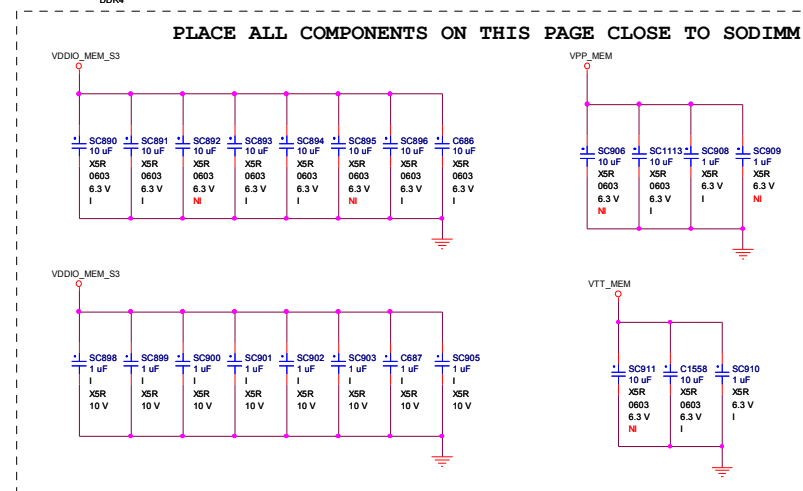 PLACE ALL COMPONENTS ON THIS PAGE CLOSE TO SODIMM
VDDIO_MEM_S3
SC890
10 uF
X5R
0603
6.3 V
I
SC891
10 uF
X5R
0603
6.3 V
I
SC892
10 uF
X5R
0603
6.3 V
NI
SC893
10 uF
X5R
0603
6.3 V
I
SC894
10 uF
X5R
0603
6.3 V
I
SC895
10 uF
X5R
0603
6.3 V
NI
SC896
10 uF
X5R
0603
6.3 V
I
C686
10 uF
X5R
0603
6.3 V
I
VPP_MEM
SC906
10 uF
X5R
0603
6.3 V
NI
SC1113
10 uF
X5R
0603
6.3 V
I
SC908
1 uF
X5R
6.3 V
I
SC909
1 uF
X5R
6.3 V
NI
VDDIO_MEM_S3
SC898
1 uF
I
X5R
10 V
SC899
1 uF
I
X5R
10 V
SC900
1 uF
I
X5R
10 V
SC901
1 uF
I
X5R
10 V
SC902
1 uF
I
X5R
10 V
SC903
1 uF
I
X5R
10 V
C687
1 uF
I
X5R
10 V
SC905
1 uF
I
X5R
10 V
VTT_MEM
SC911
10 uF
X5R
0603
6.3 V
NI
C1558
10 uF
X5R
0603
6.3 V
I
SC910
1 uF
X5R
6.3 V
I